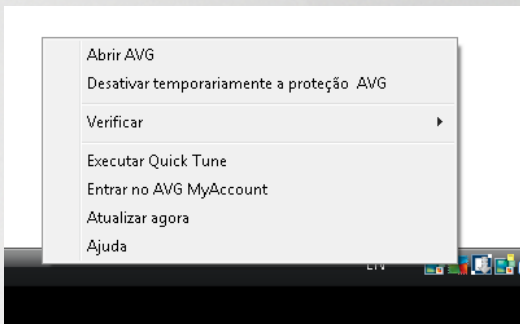 Abrir AVG
Desativar temporariamente a proteção AVG
Verificar
Executar Quick Tune
Entrar no AVG MyAccount
Atualizar agora
Ajuda